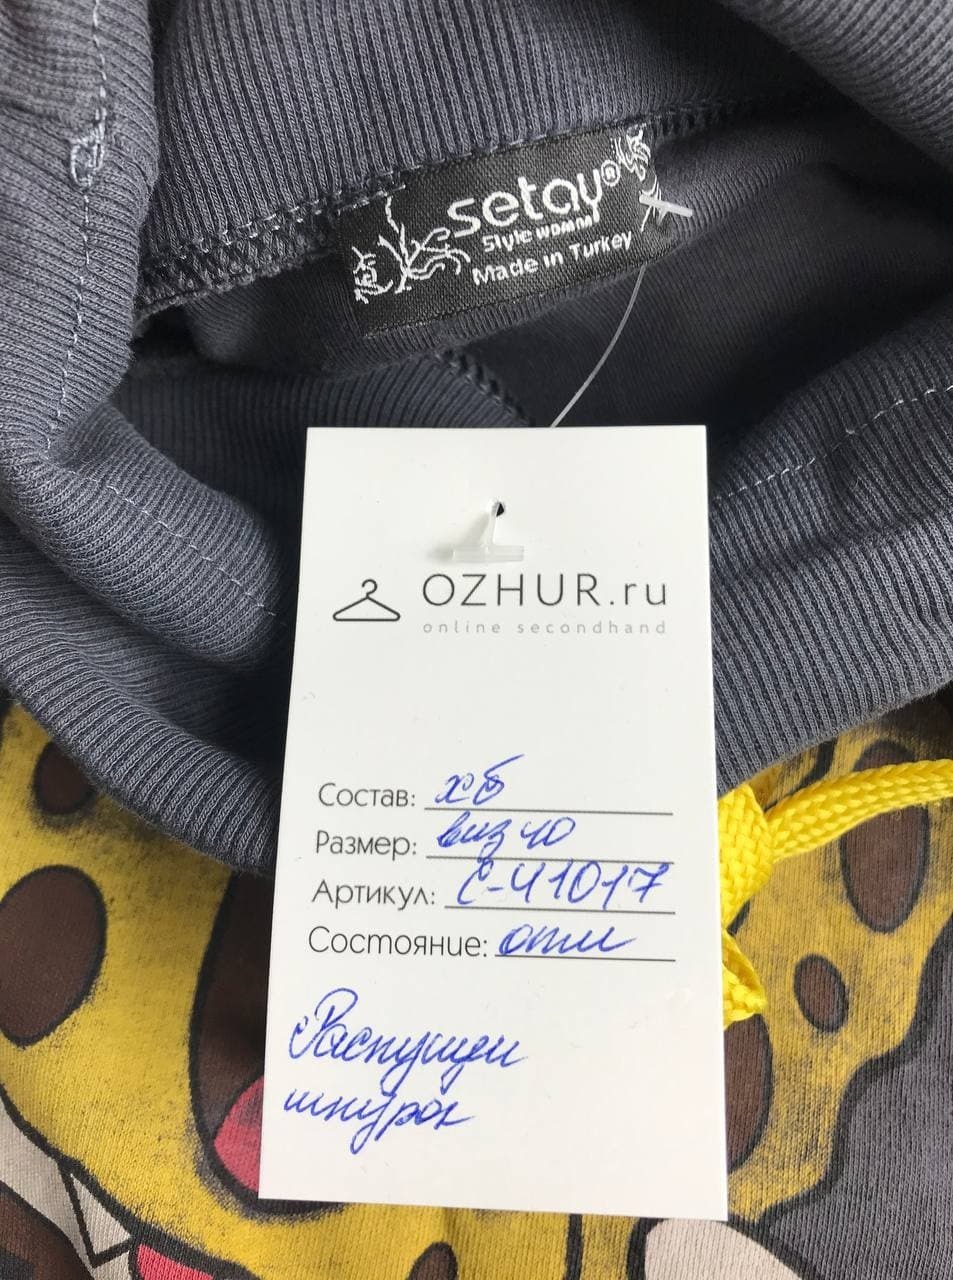 setay®
Style WOMM
Made in Turkey
OZHUR.ru
online secondhand
Состав: хб
Размер: виз 40
Артикул: С-41017
Состояние: отл
Распущен
шнурок